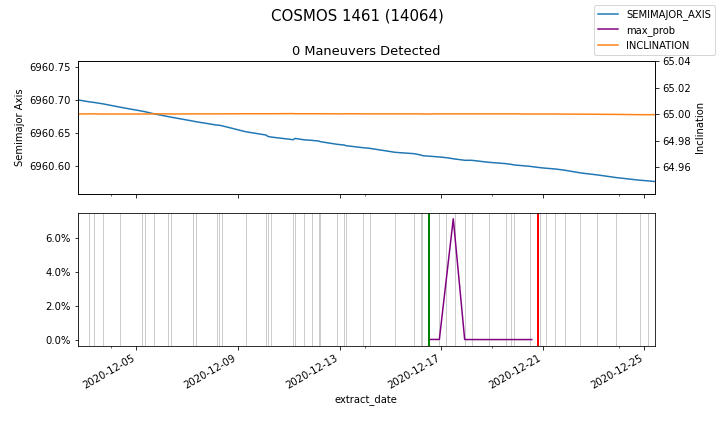 COSMOS 1461 (14064)
SEMIMAJOR_AXIS
max_prob
INCLINATION
0 Maneuvers Detected
6960.75
6960.70
6960.65
6960.60
Semimajor Axis
65.04
65.02
65.00
64.98
64.96
Inclination
6.0%
4.0%
2.0%
0.0%
2020-12-05
2020-12-09
2020-12-13
2020-12-17
2020-12-21
2020-12-25
extract_date